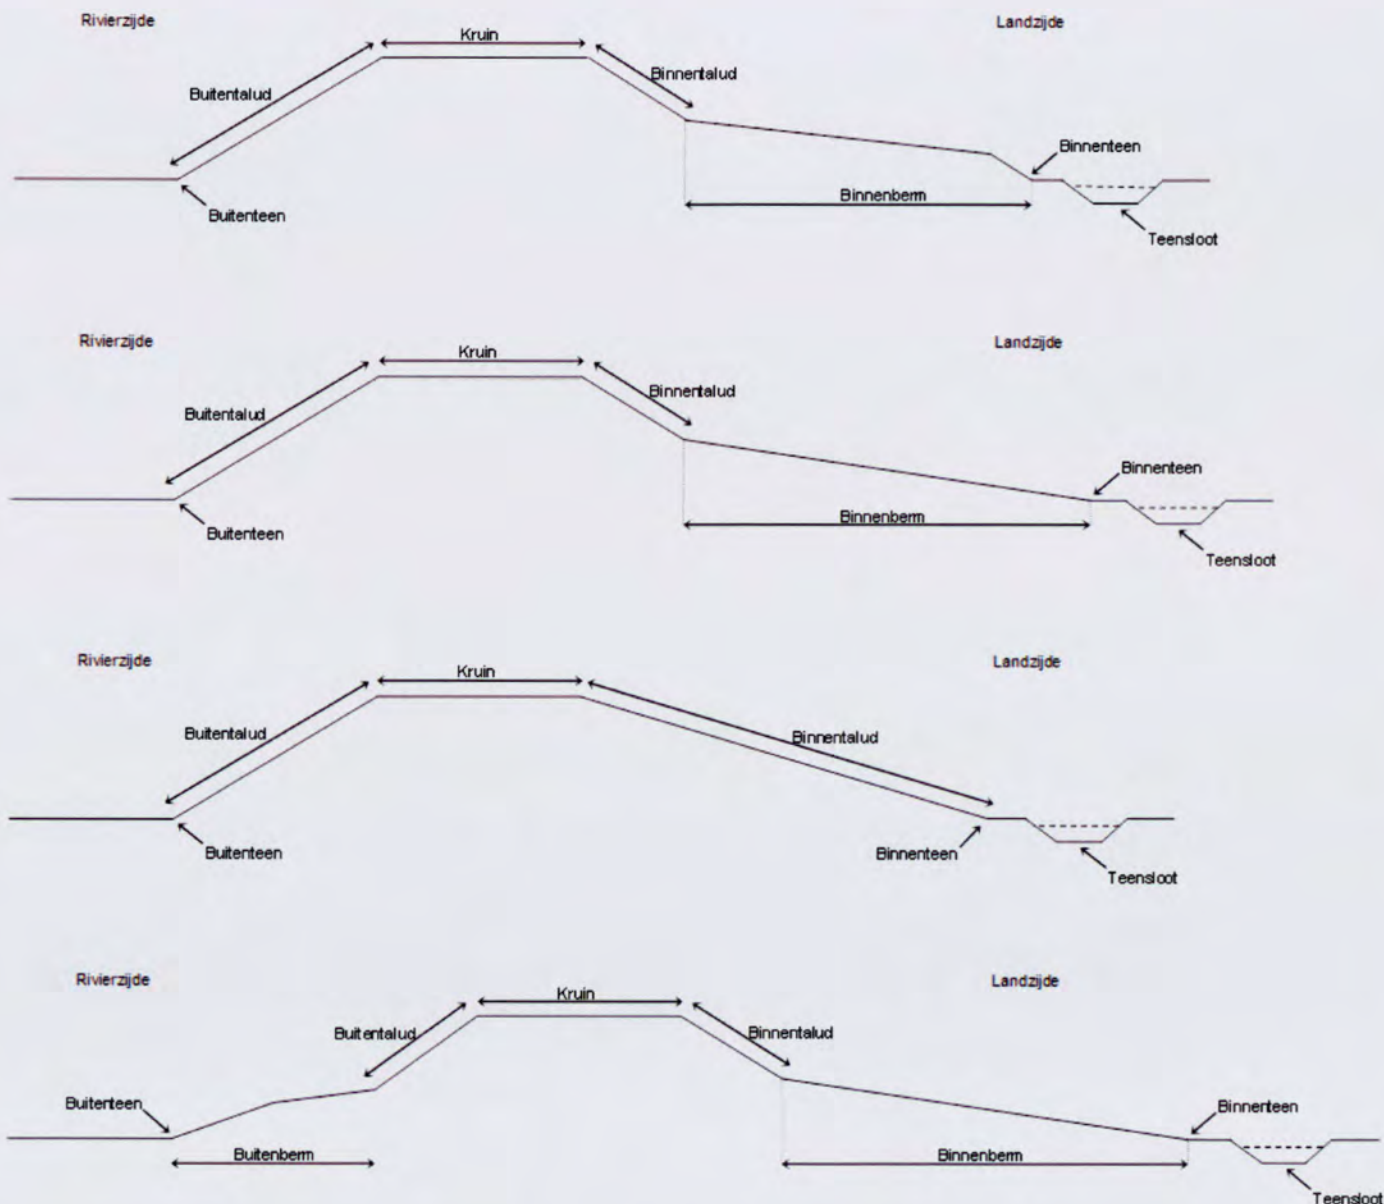 Rivierzijde
Landzijde
Kruin
Buitentalud
Binnentalud
Binnenteen
Binnenberm
Buitenteen
Teensloot
Rivierzijde
Landzijde
Kruin
Buitentalud
Binnentalud
Binnenteen
Binnenberm
Buitenteen
Teensloot
Rivierzijde
Landzijde
Kruin
Buitentalud
Binnentalud
Buitenteen
Binnenteen
Teensloot
Rivierzijde
Landzijde
Kruin
Buitentalud
Binnentalud
Buitenteen
Binnenteen
Buitenberm
Binnenberm
Teensloot